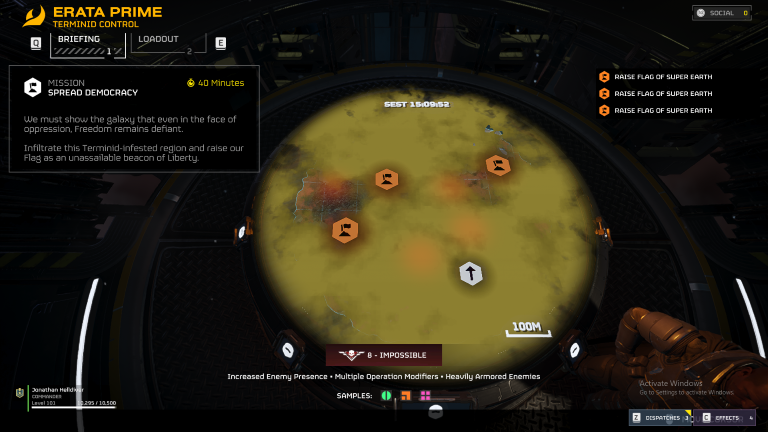 ERATA PRIME
TERMINID CONTROL
SOCIAL 0
Q BRIEFING 1 LOADOUT 2 E
MISSION 40 Minutes
SPREAD DEMOCRACY
We must show the galaxy that even in the face of
oppression, Freedom remains defiant.
Infiltrate this Terminid-infested region and raise our
Flag as an unassailable beacon of Liberty.
RAISE FLAG OF SUPER EARTH
RAISE FLAG OF SUPER EARTH
RAISE FLAG OF SUPER EARTH
SEST 15:09:52
100M
8 - IMPOSSIBLE
Increased Enemy Presence • Multiple Operation Modifiers • Heavily Armored Enemies
SAMPLES:
Jonathan Helldiver
COMMANDER
Level 101
Activate Windows
Go to Settings to activate Windows.
Z DISPATCHES 3 C EFFECTS 4